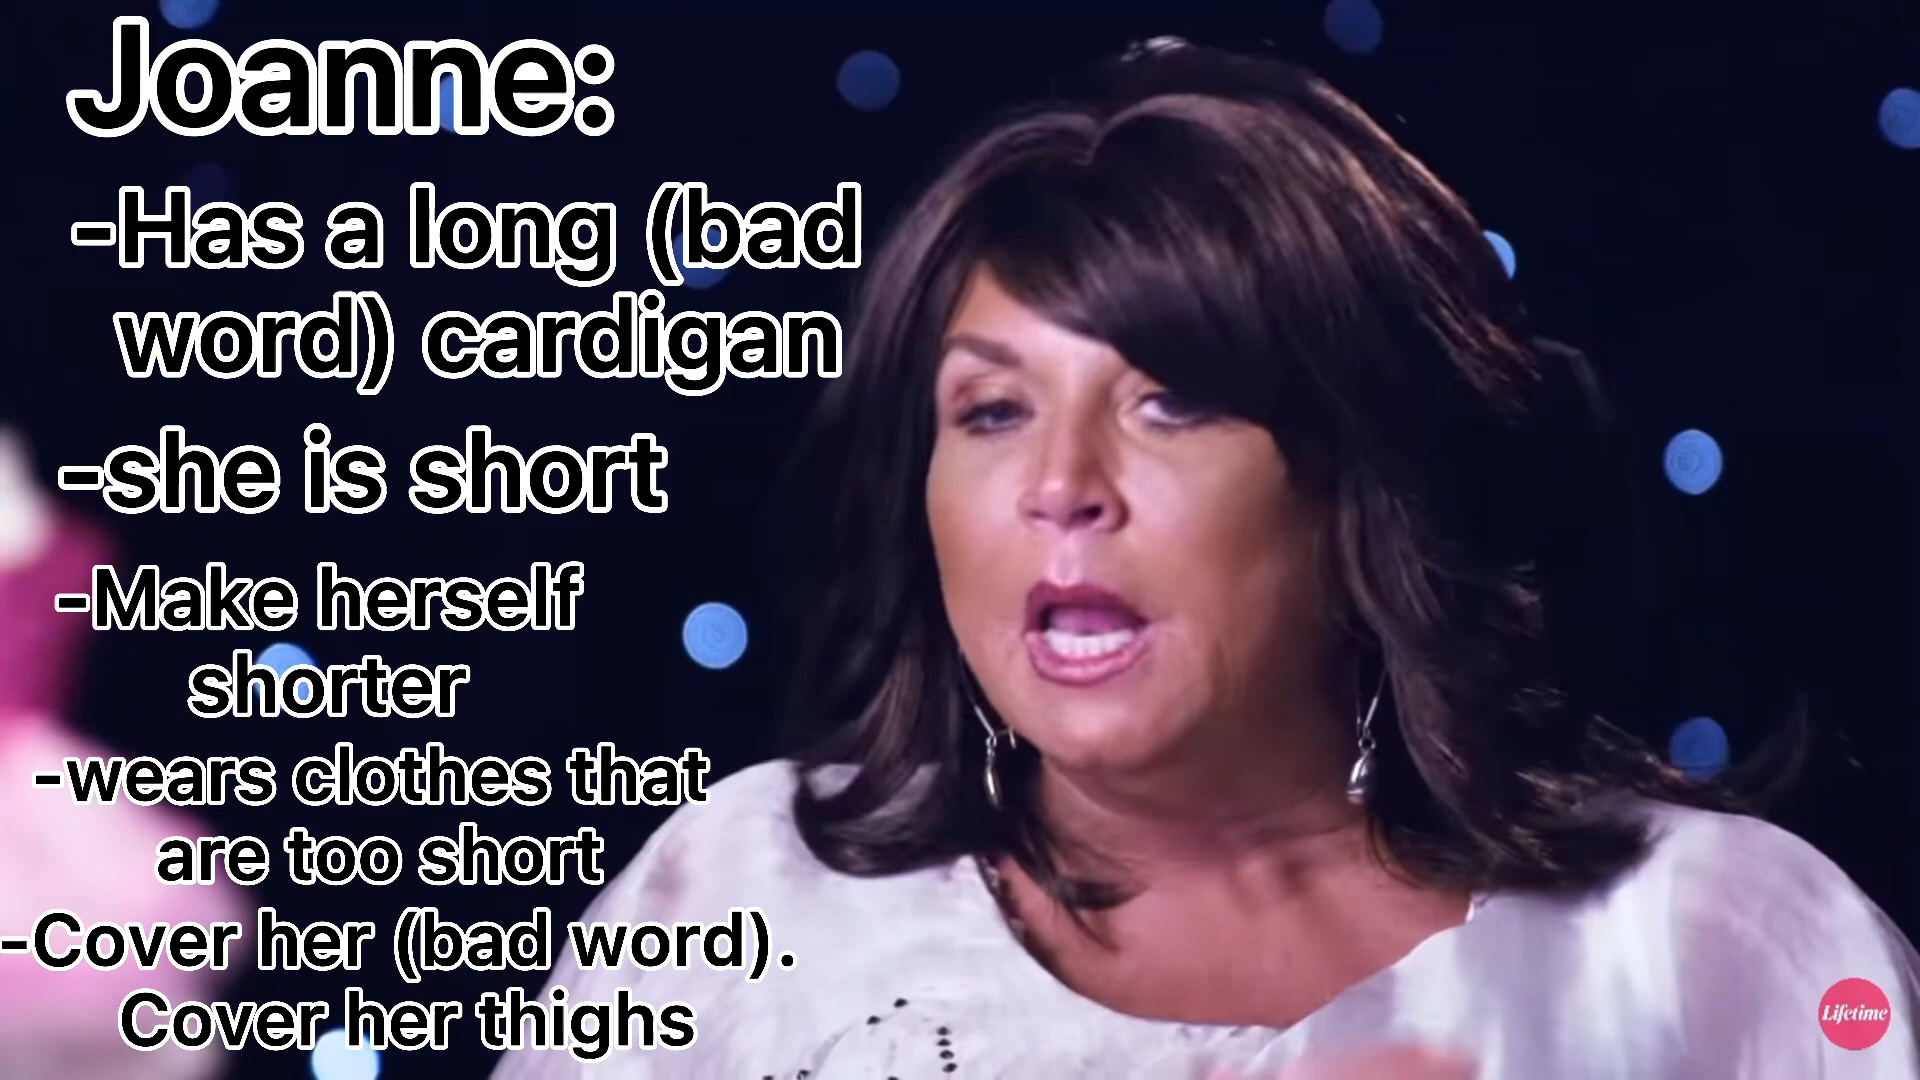 Joanne:
-Has a long (bad
word) cardigan
-she is short
-Make herself
shorter
-wears clothes that
are too short
-Cover her (bad word).
Cover her thighs
Lifetime